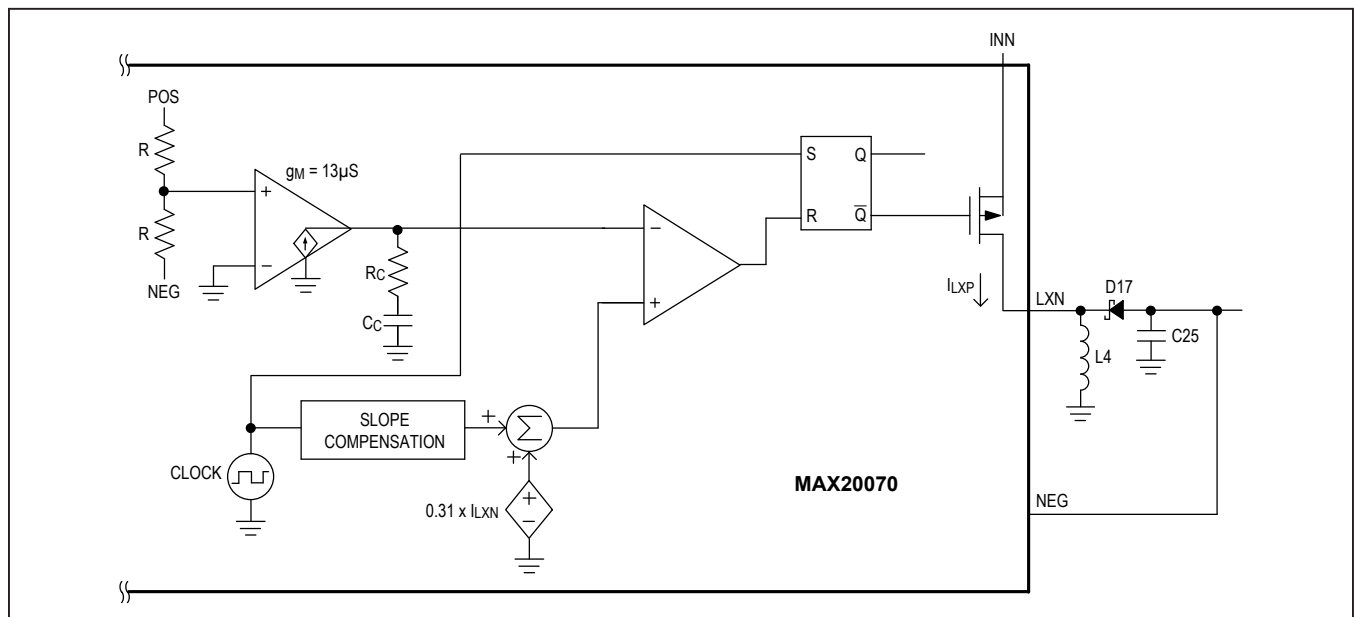 INN
POS
R
gM = 13µS
S Q
+
R
R Q
−
−
NEG
RC
+
ILXP
LXN
D17
CC
C25
L4
SLOPE
COMPENSATION
+
Σ
+
CLOCK
MAX20070
NEG
+
−
0.31 x ILXN